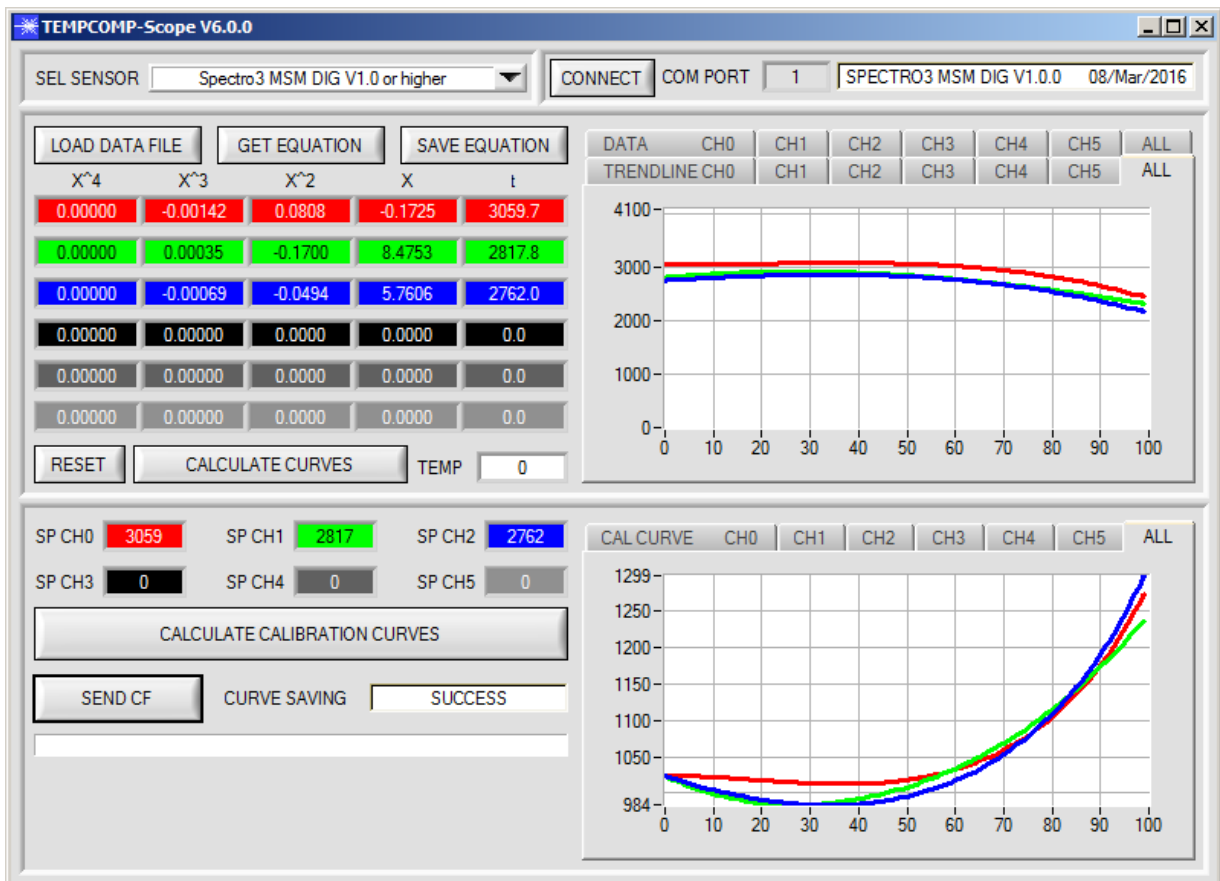 TEMPCOMP-Scope V6.0.0
SEL SENSOR Spectro3 MSM DIG V1.0 or higher CONNECT COM PORT 1 SPECTRO3 MSM DIG V1.0.0 08/Mar/2016
LOAD DATA FILE GET EQUATION SAVE EQUATION
X^4 X^3 X^2 X t
0.00000 -0.00142 0.0808 -0.1725 3059.7
0.00000 0.00035 -0.1700 8.4753 2817.8
0.00000 -0.00069 -0.0494 5.7606 2762.0
0.00000 0.00000 0.0000 0.0000 0.0
0.00000 0.00000 0.0000 0.0000 0.0
0.00000 0.00000 0.0000 0.0000 0.0
RESET CALCULATE CURVES TEMP 0
DATA CH0 CH1 CH2 CH3 CH4 CH5 ALL
TRENDLINE CH0 CH1 CH2 CH3 CH4 CH5 ALL
4100
3000
2000
1000
0
0 10 20 30 40 50 60 70 80 90 100
SP CH0 3059 SP CH1 2817 SP CH2 2762
SP CH3 0 SP CH4 0 SP CH5 0
CALCULATE CALIBRATION CURVES
SEND CF CURVE SAVING SUCCESS
CAL CURVE CH0 CH1 CH2 CH3 CH4 CH5 ALL
1299
1250
1200
1150
1100
1050
984
0 10 20 30 40 50 60 70 80 90 100